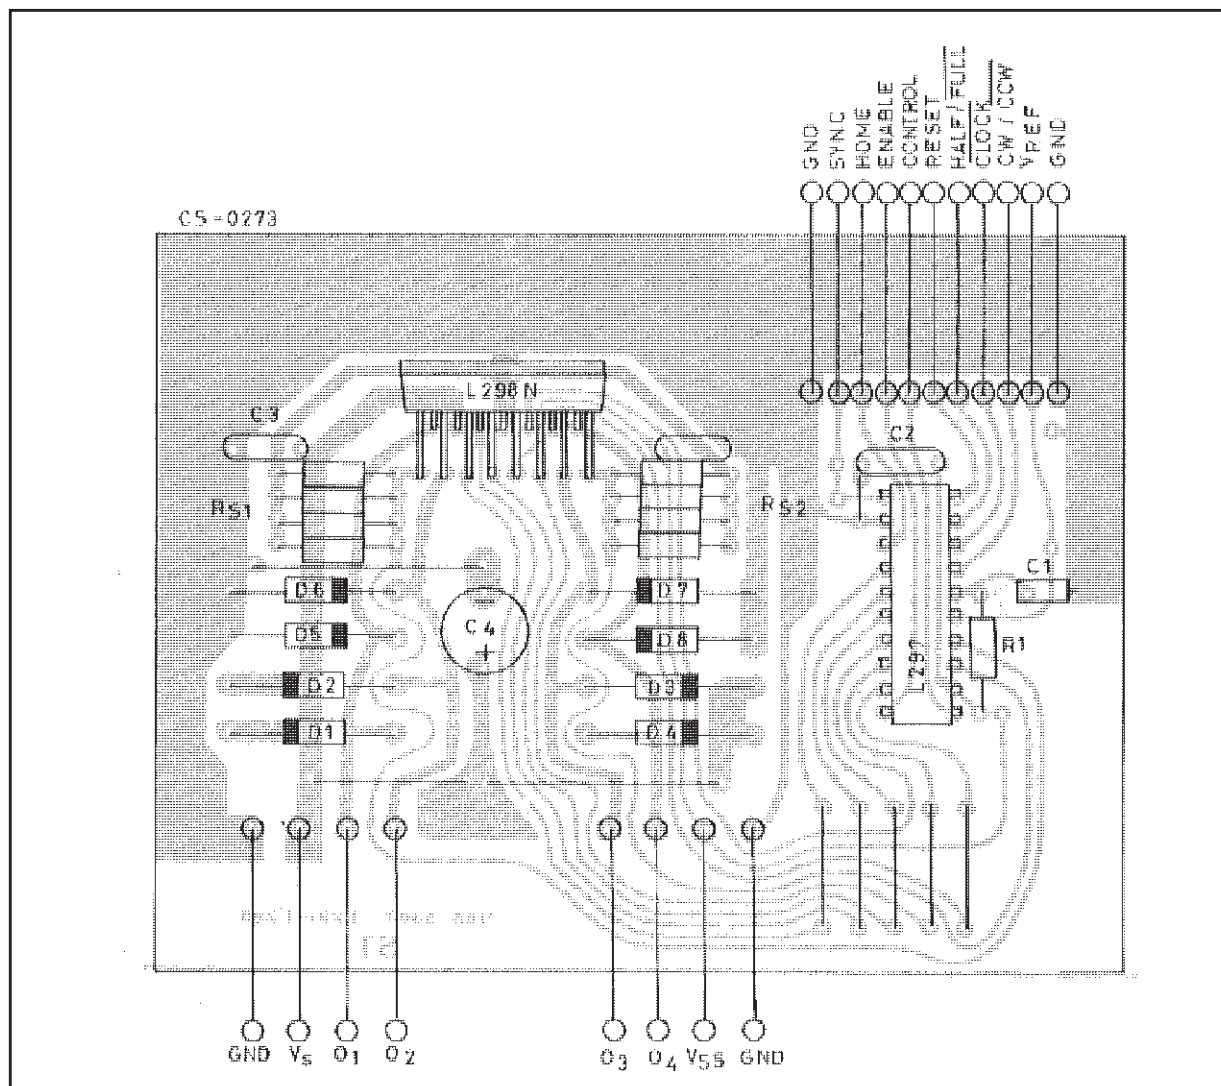 GND
SYNC
HOME
ENABLE
CONTROL
RESET
HALF/FULL
CLOCK
CW / CCW
VREF
GND
CS-0273
L298N
C3
C2
RS1
RS2
C1
D6
D7
C4
+
D5
D8
R1
L297
D2
D3
D1
D4
GND
Vs
O1
O2
O3
O4
VSS
GND